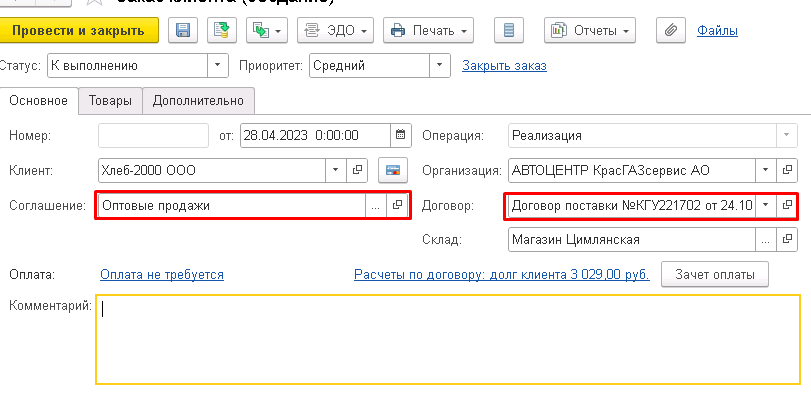 Заказ клиента (создание)
Провести и закрыть ЭДО Печать Отчеты Файлы
Статус: К выполнению Приоритет: Средний Закрыть заказ
Основное Товары Дополнительно
Номер: от: 28.04.2023 0:00:00 Операция: Реализация
Клиент: Хлеб-2000 ООО Организация: АВТОЦЕНТР КрасГАЗсервис АО
Соглашение: Оптовые продажи ... Договор: Договор поставки №КГУ221702 от 24.10
Склад: Магазин Цимлянская ...
Оплата: Оплата не требуется Расчеты по договору: долг клиента 3 029,00 руб. Зачет оплаты
Комментарий: